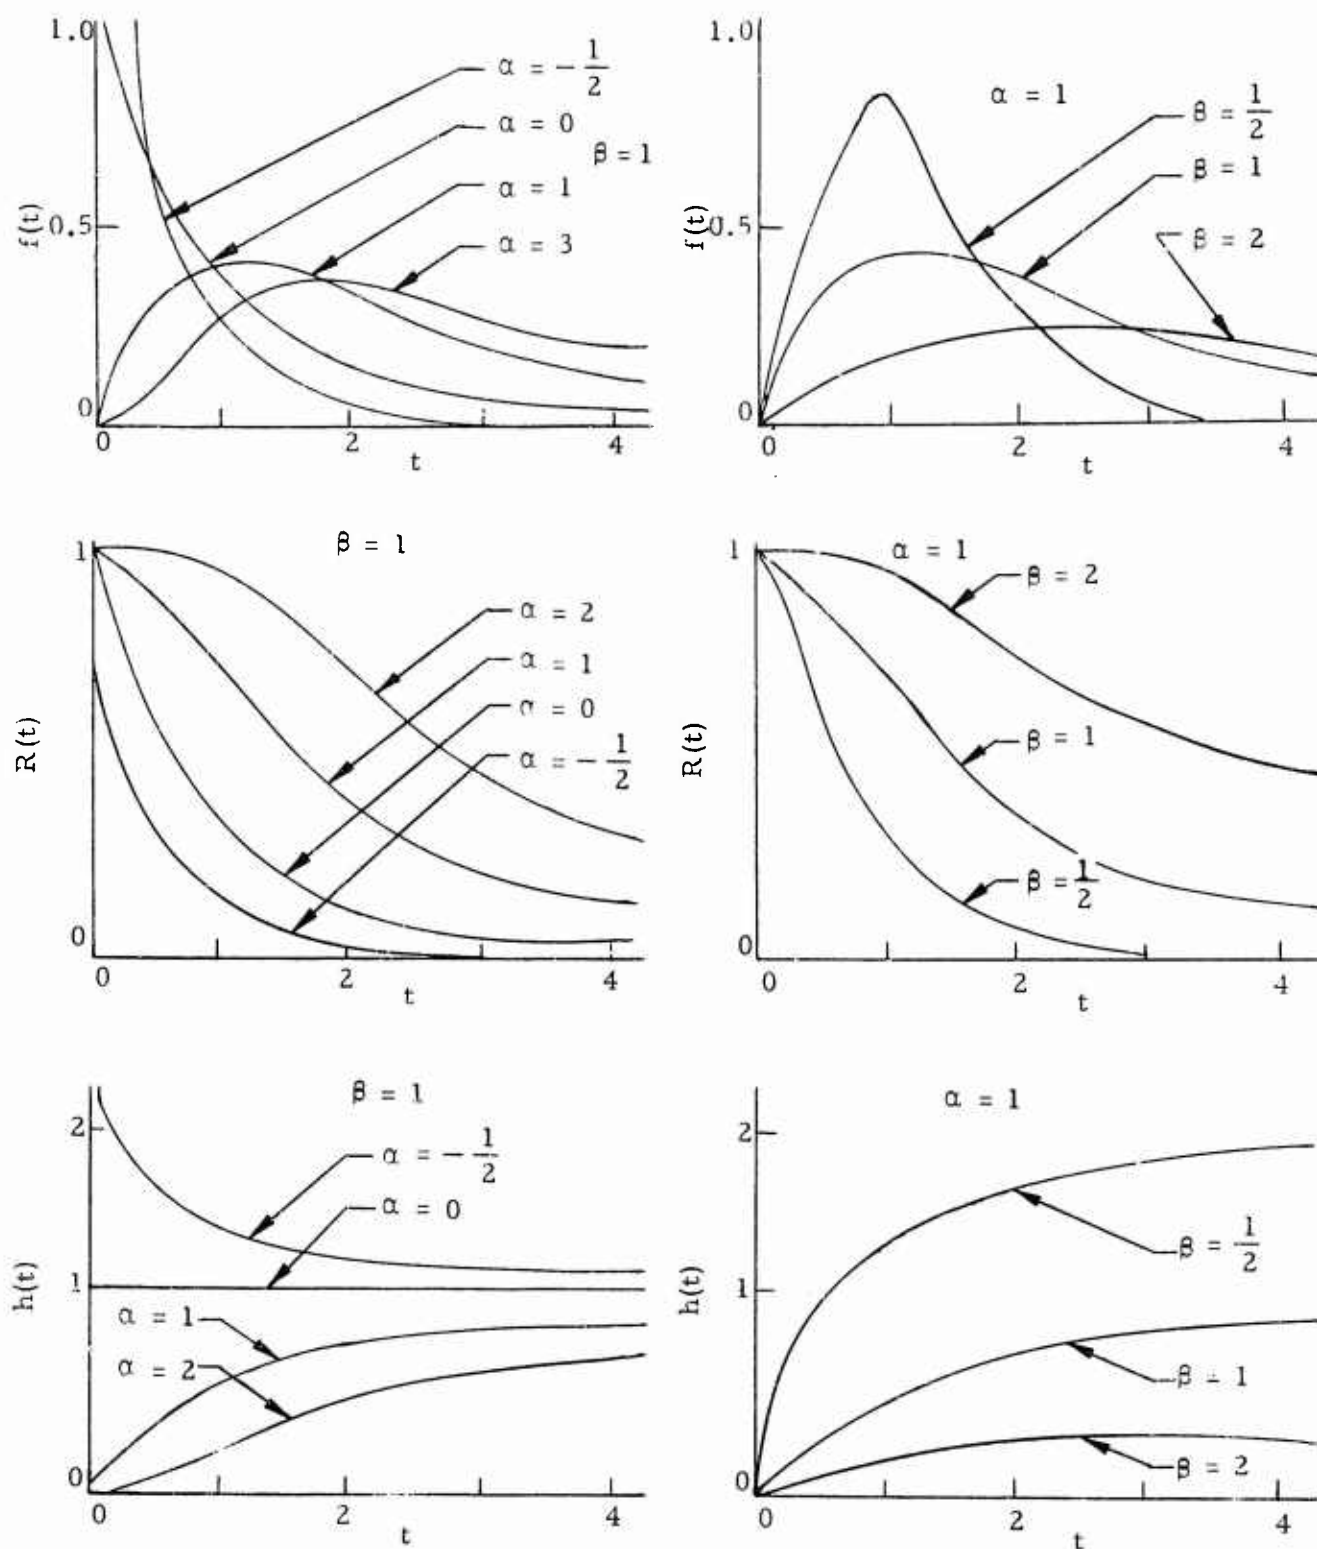 1.0
α = - 1/2
α = 0
β = 1
α = 1
α = 3
f(t)
0.5
0
0
2
4
t
1.0
α = 1
β = 1/2
β = 1
β = 2
f(t)
0.5
0
0
2
4
t
β = 1
1
α = 2
α = 1
α = 0
α = - 1/2
R(t)
0
0
2
4
t
α = 1
1
β = 2
β = 1
β = 1/2
R(t)
0
0
2
4
t
β = 1
2
α = - 1/2
α = 0
1
α = 1
α = 2
h(t)
0
0
2
4
t
α = 1
2
β = 1/2
1
β = 1
β = 2
h(t)
0
0
2
4
t